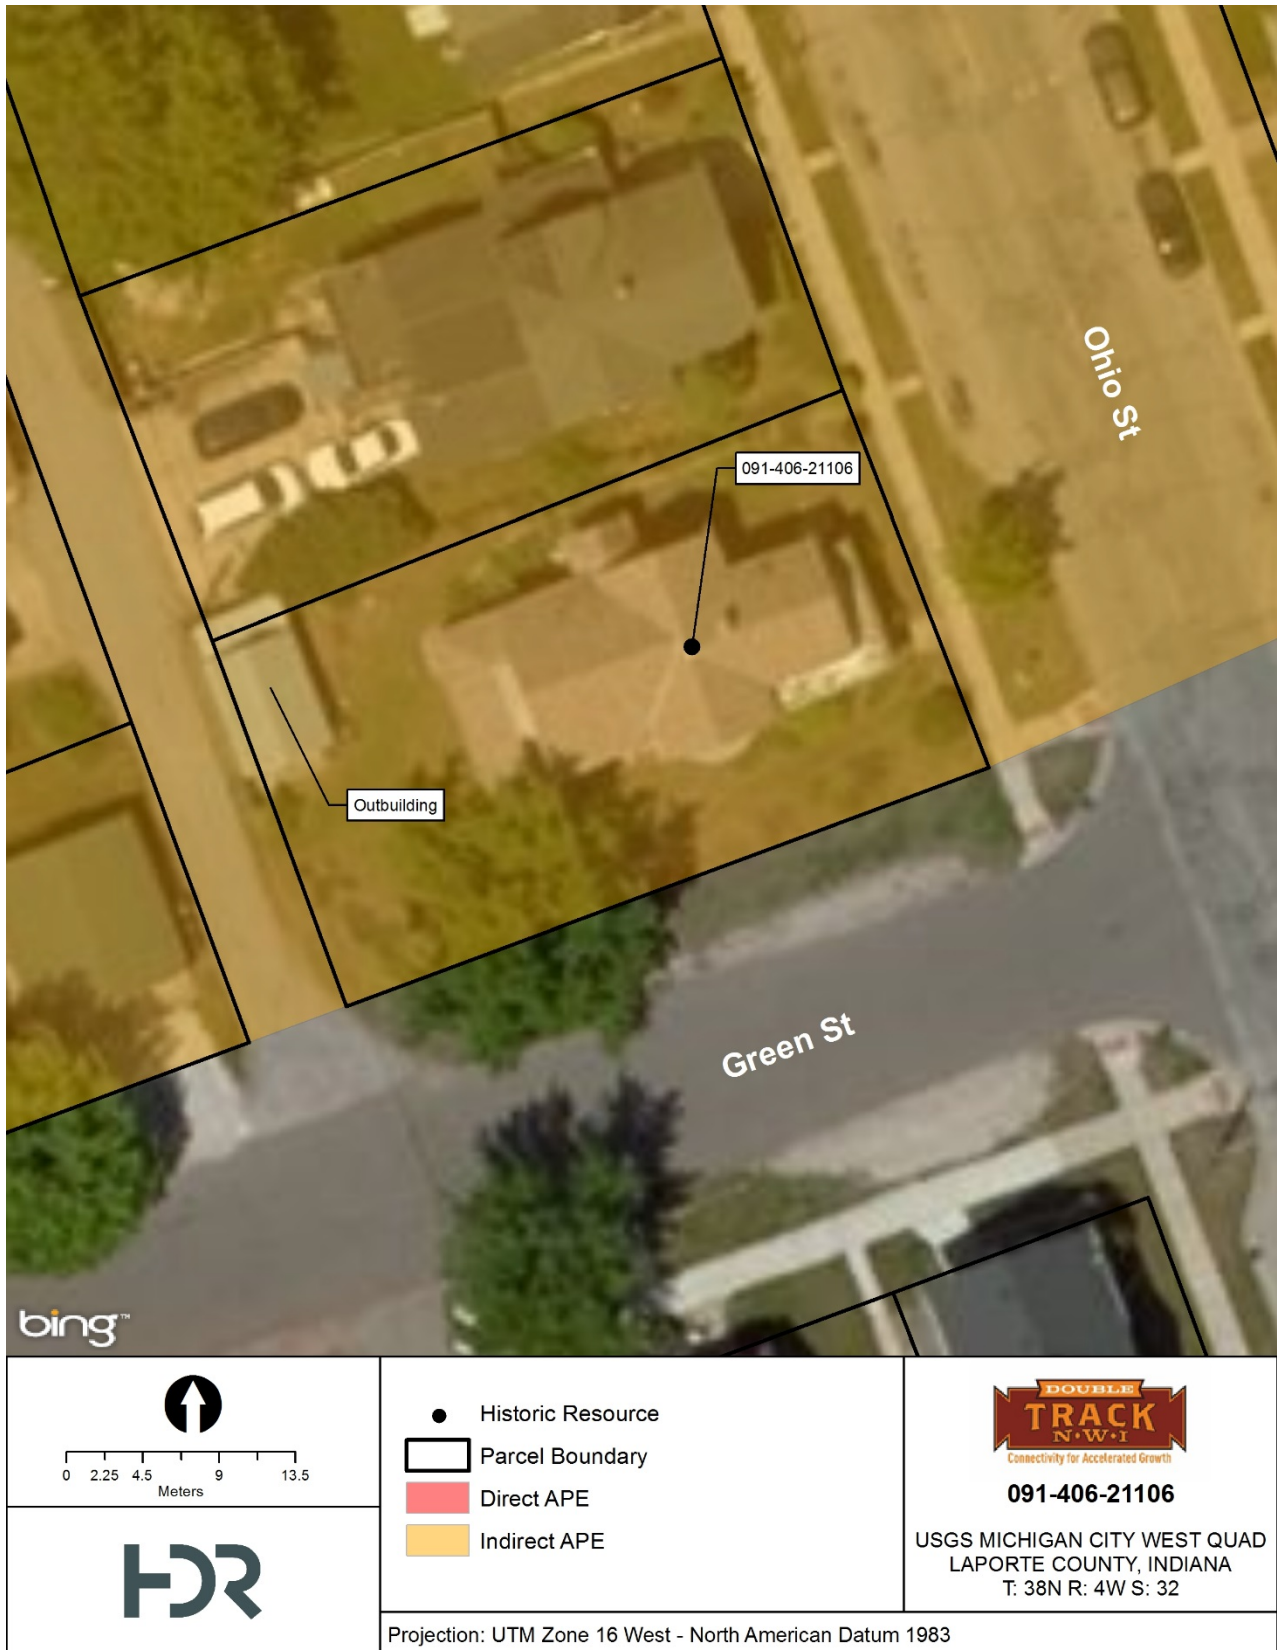 Ohio St
091-406-21106
Outbuilding
Green St
bing™
0 2.25 4.5 9 13.5
Meters
HDR
Historic Resource
Parcel Boundary
Direct APE
Indirect APE
DOUBLE
TRACK
N·W·I
Connectivity for Accelerated Growth
091-406-21106
USGS MICHIGAN CITY WEST QUAD
LAPORTE COUNTY, INDIANA
T: 38N R: 4W S: 32
Projection: UTM Zone 16 West - North American Datum 1983